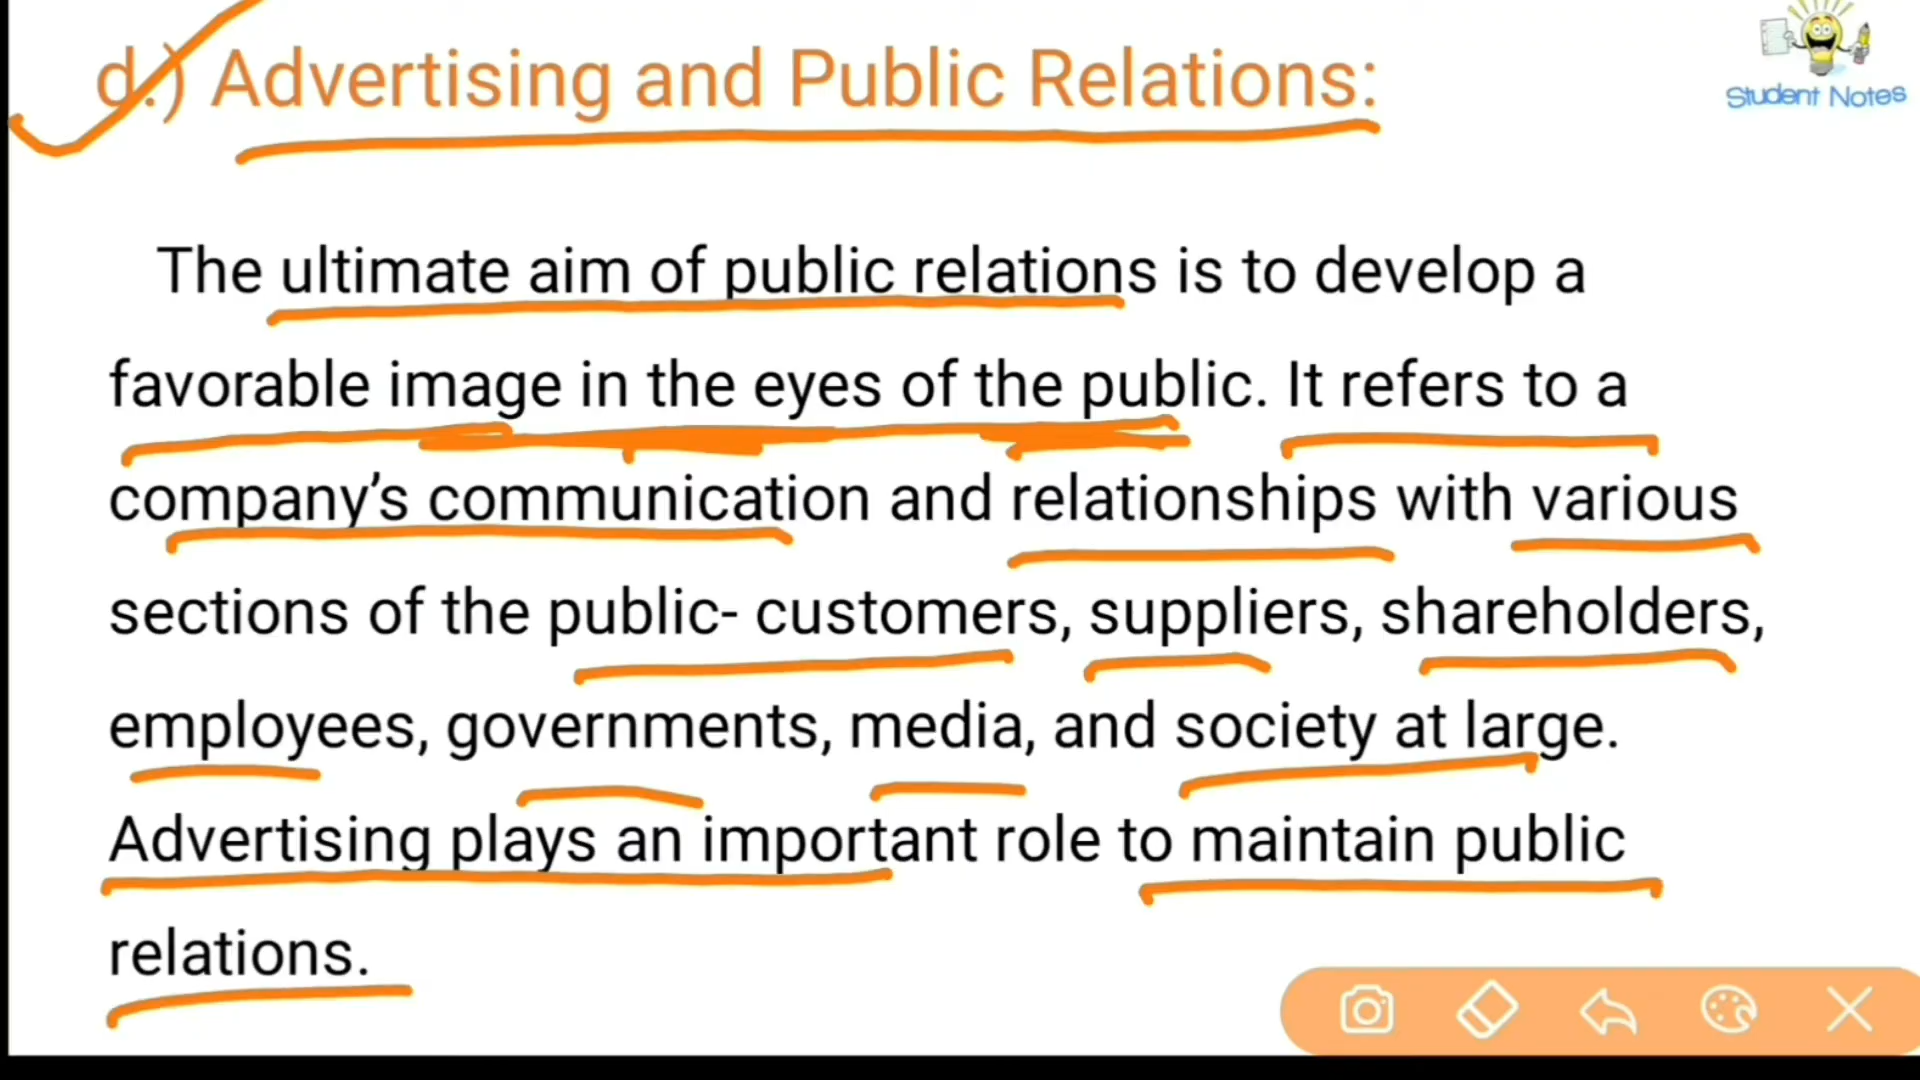 d.) Advertising and Public Relations:
Student Notes
The ultimate aim of public relations is to develop a
favorable image in the eyes of the public. It refers to a
company’s communication and relationships with various
sections of the public- customers, suppliers, shareholders,
employees, governments, media, and society at large.
Advertising plays an important role to maintain public
relations.